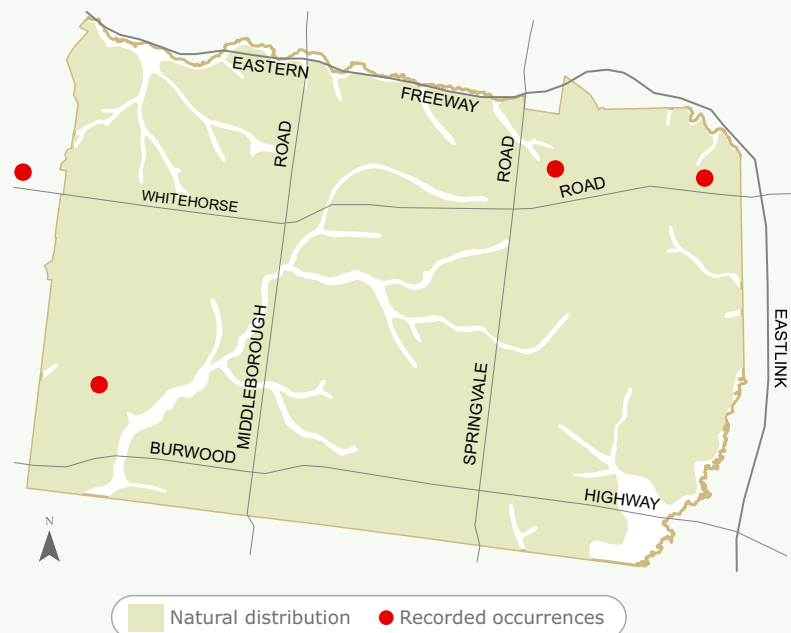 EASTERN
FREEWAY
ROAD
ROAD
WHITEHORSE
ROAD
MIDDLEBOROUGH
SPRINGVALE
EASTLINK
BURWOOD
HIGHWAY
N
Natural distribution
Recorded occurrences